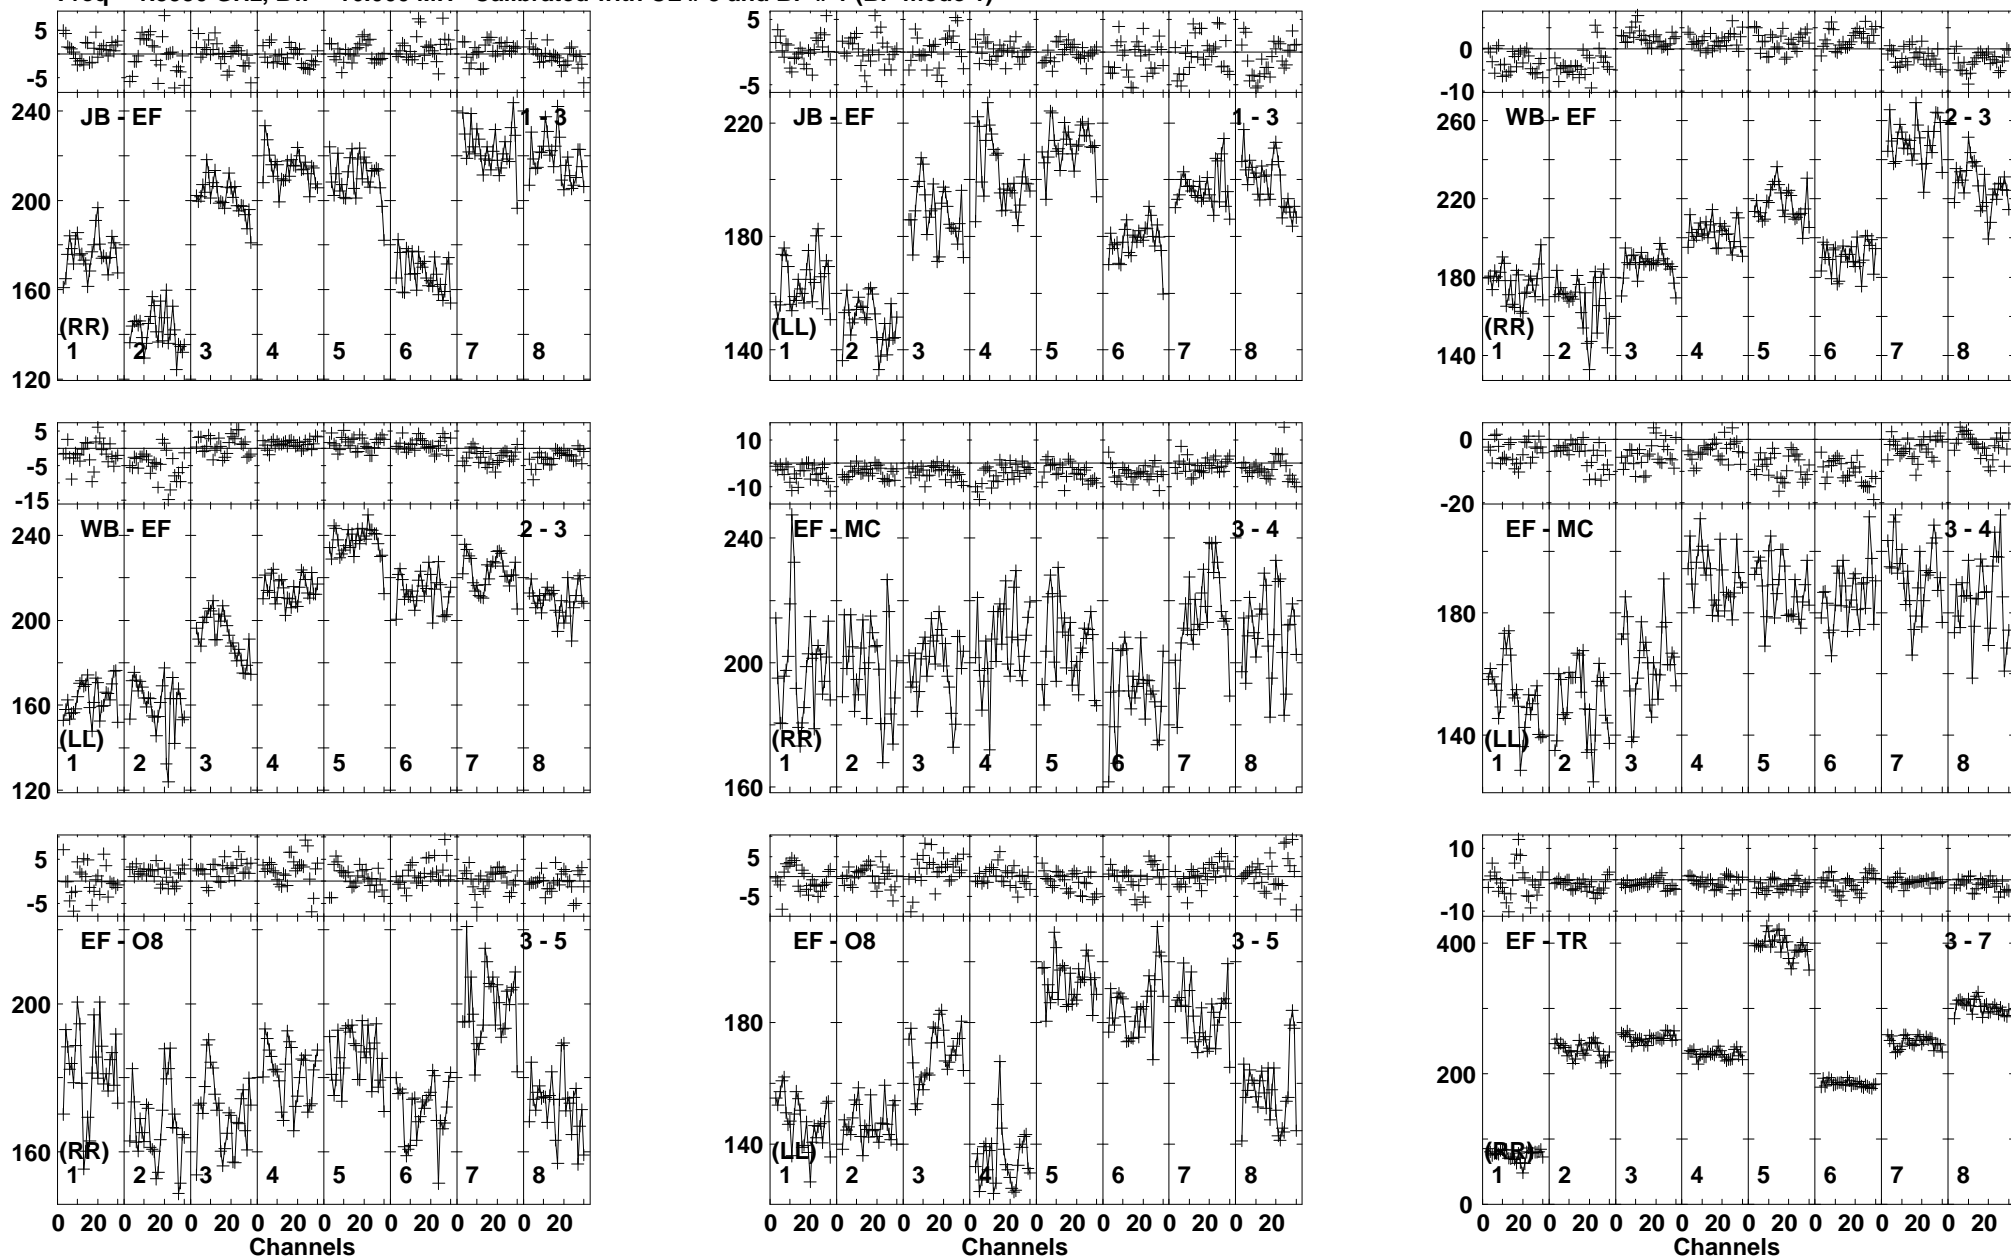 5 5 0
-5 -5 -10
240 JB - EF 1 - 3 220 JB - EF 1 - 3 260 WB - EF 2 - 3
200 180 220
160 180
(RR) (LL) (RR)
1 2 3 4 5 6 7 8 140 1 2 3 4 5 6 7 8 140 1 2 3 4 5 6 7 8
120
5 10 0
-5 -10
-15 -20
240 WB - EF 2 - 3 240 EF - MC 3 - 4 EF - MC 3 - 4
200 200 180
160 140
(LL) (RR) (LL)
1 2 3 4 5 6 7 8 1 2 3 4 5 6 7 8 1 2 3 4 5 6 7 8
120 160
5 5 10
-5 -5 -10
EF - O8 3 - 5 EF - O8 3 - 5 400 EF - TR 3 - 7
200 180 200
160 (RR) 140 (LL) (RR)
1 2 3 4 5 6 7 8 1 2 3 4 5 6 7 8 1 2 3 4 5 6 7 8
0
0 20 0 20 0 20 0 20 0 20 0 20 0 20 0 20 0 20 0 20 0 20 0 20 0 20 0 20 0 20 0 20 0 20 0 20 0 20 0 20 0 20 0 20 0 20 0 20
Channels Channels Channels